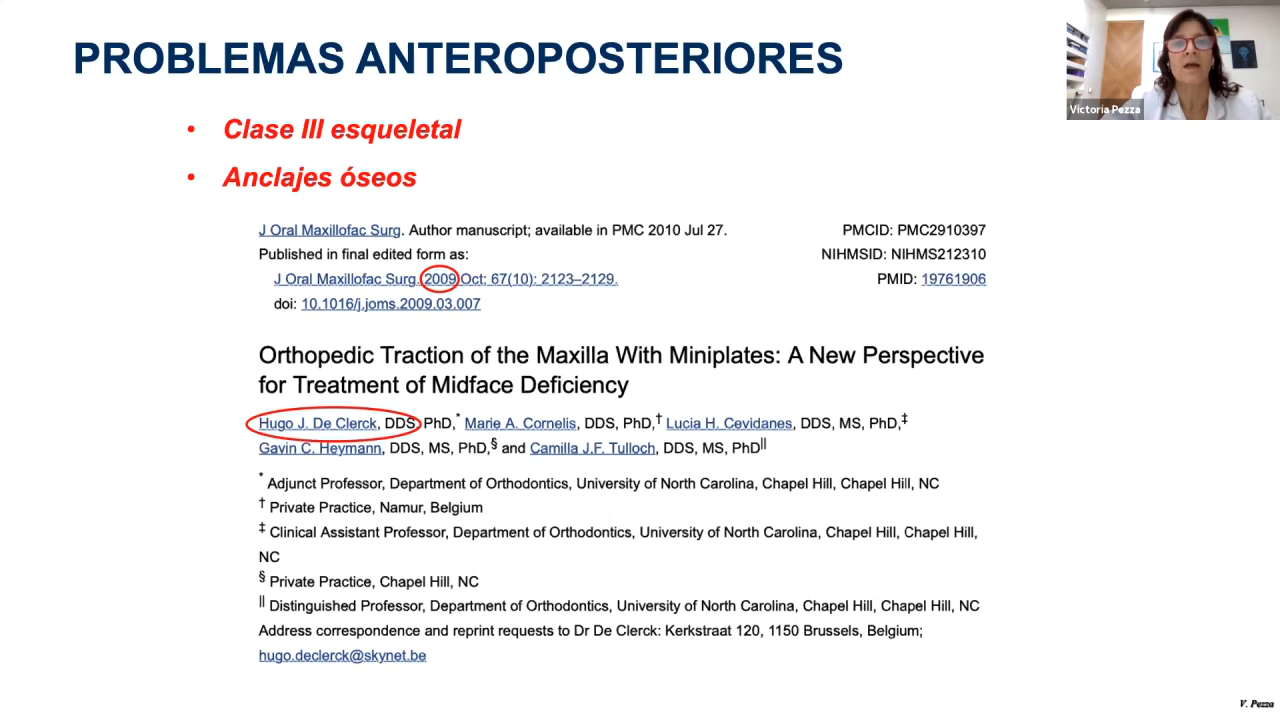 PROBLEMAS ANTEROPOSTERIORES
Victoria Pezza
• Clase III esqueletal
• Anclajes óseos
J Oral Maxillofac Surg. Author manuscript; available in PMC 2010 Jul 27.
PMCID: PMC2910397
Published in final edited form as:
NIHMSID: NIHMS212310
J Oral Maxillofac Surg. 2009 Oct; 67(10): 2123–2129.
PMID: 19761906
doi: 10.1016/j.joms.2009.03.007
Orthopedic Traction of the Maxilla With Miniplates: A New Perspective
for Treatment of Midface Deficiency
Hugo J. De Clerck, DDS, PhD,* Marie A. Cornelis, DDS, PhD,† Lucia H. Cevidanes, DDS, MS, PhD,‡
Gavin C. Heymann, DDS, MS, PhD,§ and Camilla J.F. Tulloch, DDS, MS, PhD||
* Adjunct Professor, Department of Orthodontics, University of North Carolina, Chapel Hill, Chapel Hill, NC
† Private Practice, Namur, Belgium
‡ Clinical Assistant Professor, Department of Orthodontics, University of North Carolina, Chapel Hill, Chapel Hill,
NC
§ Private Practice, Chapel Hill, NC
|| Distinguished Professor, Department of Orthodontics, University of North Carolina, Chapel Hill, Chapel Hill, NC
Address correspondence and reprint requests to Dr De Clerck: Kerkstraat 120, 1150 Brussels, Belgium;
hugo.declerck@skynet.be
V. Pezza